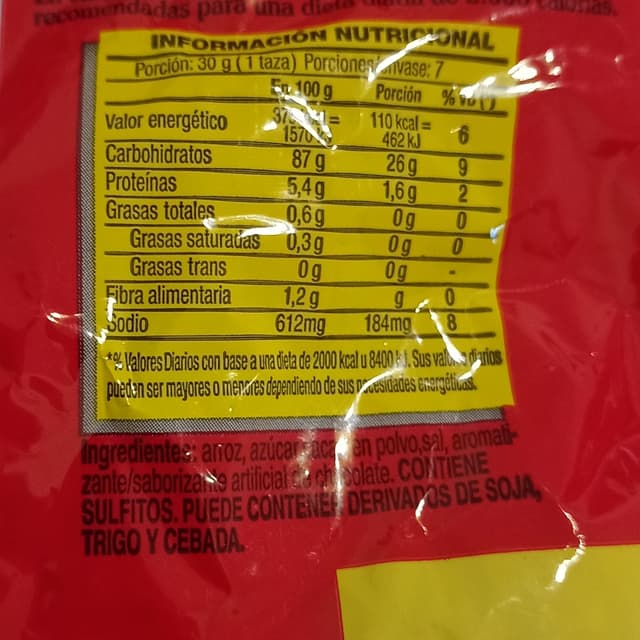 recomendadas para una dieta diaria de calorías.
INFORMACIÓN NUTRICIONAL
Porción: 30 g (1 taza) Porciones/envase: 7
En 100 g Porción % VD (*)
Valor energético 110 kcal = 6
1570 462 kJ
Carbohidratos 87 g 26 g 9
Proteínas 5,4 g 1,6 g 2
Grasas totales 0,6 g 0 g 0
Grasas saturadas 0,3 g 0 g 0
Grasas trans 0 g 0 g -
Fibra alimentaria 1,2 g g 0
Sodio 612mg 184mg 8
*% Valores Diarios con base a una dieta de 2000 kcal u 8400 kJ. Sus valores diarios
pueden ser mayores o menores dependiendo de sus necesidades energéticas.
Ingredientes: arroz, azúcar, cacao en polvo, sal, aromati-
zante/saborizante artificial de chocolate. CONTIENE
SULFITOS. PUEDE CONTENER DERIVADOS DE SOJA,
TRIGO Y CEBADA.